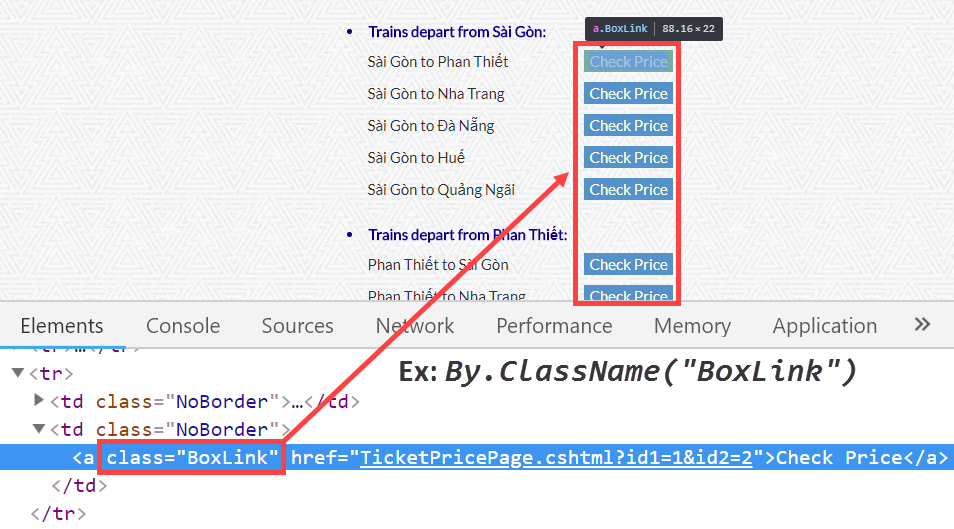 Trains depart from Sài Gòn:
a.BoxLink | 88.16 × 22
Sài Gòn to Phan Thiết Check Price
Sài Gòn to Nha Trang Check Price
Sài Gòn to Đà Nẵng Check Price
Sài Gòn to Huế Check Price
Sài Gòn to Quảng Ngãi Check Price
Trains depart from Phan Thiết:
Phan Thiết to Sài Gòn Check Price
Phan Thiết to Nha Trang Check Price
Elements Console Sources Network Performance Memory Application »
<tr>…</tr>
Ex: By.ClassName("BoxLink")
<tr>
<td class="NoBorder">…</td>
<td class="NoBorder">
<a class="BoxLink" href="TicketPricePage.cshtml?id1=1&id2=2">Check Price</a>
</td>
</tr>